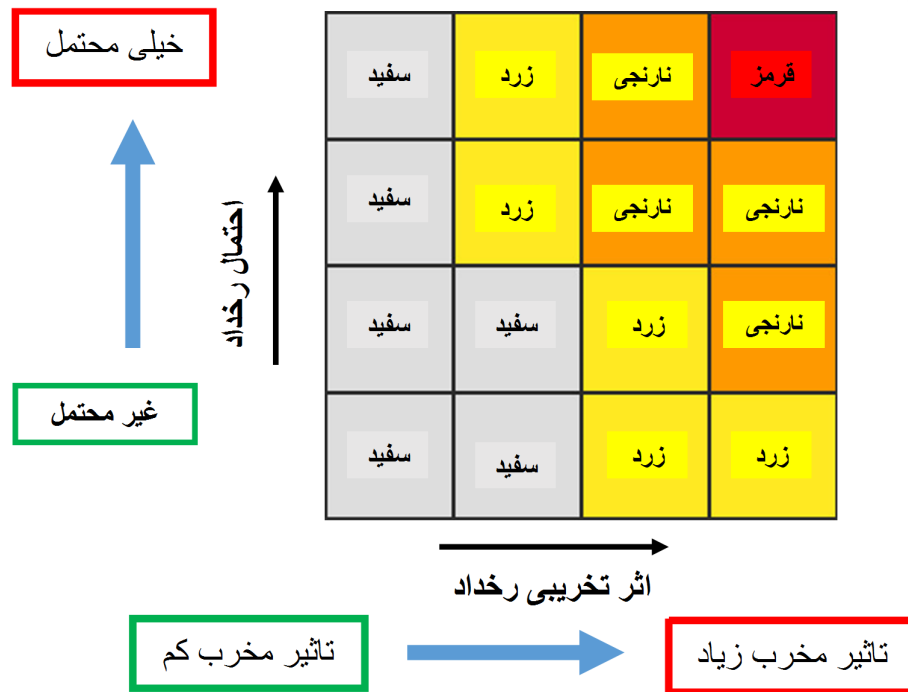 خیلی محتمل
سفید
زرد
نارنجی
قرمز
سفید
زرد
نارنجی
نارنجی
احتمال رخداد
سفید
سفید
زرد
نارنجی
غیر محتمل
سفید
سفید
زرد
زرد
اثر تخریبی رخداد
تاثیر مخرب کم
تاثیر مخرب زیاد